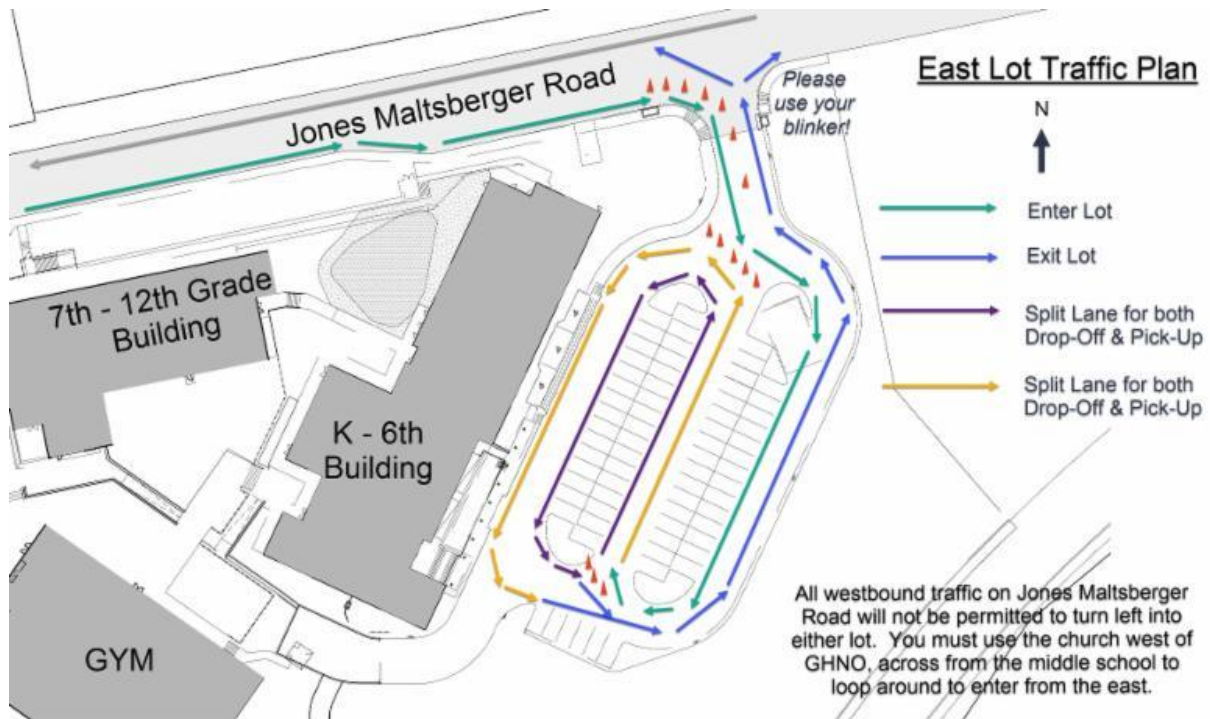 East Lot Traffic Plan
N
Enter Lot
Exit Lot
Split Lane for both
Drop-Off & Pick-Up
Split Lane for both
Drop-Off & Pick-Up
Jones Maltsberger Road
Please
use your
blinker!
7th - 12th Grade
Building
K - 6th
Building
GYM
All westbound traffic on Jones Maltsberger
Road will not be permitted to turn left into
either lot. You must use the church west of
GHNO, across from the middle school to
loop around to enter from the east.